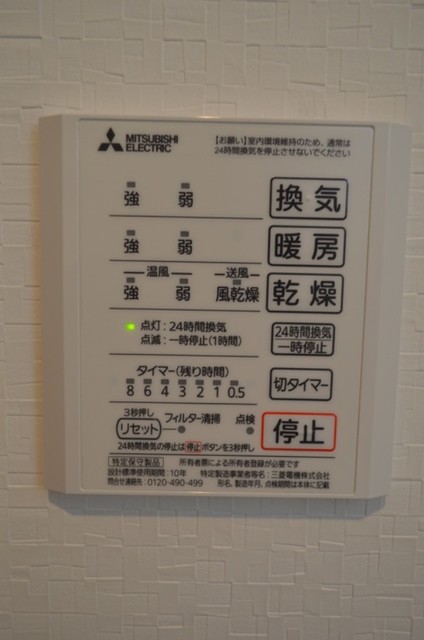 MITSUBISHI
ELECTRIC
【お願い】室内環境維持のため、通常は
24時間換気を停止させないでください
強 弱 換気
強 弱 暖房
温風 送風
強 弱 風乾燥 乾燥
点灯：24時間換気
点滅：一時停止(1時間)
24時間換気
一時停止
タイマー(残り時間)
8 6 4 3 2 1 0.5
切タイマー
3秒押し
リセット フィルター清掃 点検
停止
24時間換気の停止は停止ボタンを3秒押し
特定保守製品 所有者票による所有者登録が必要です
設計標準使用期間：10年 特定製造事業者等名：三菱電機株式会社
問合せ連絡先：0120-490-499 形名、製造年月、点検期間は本体に記載